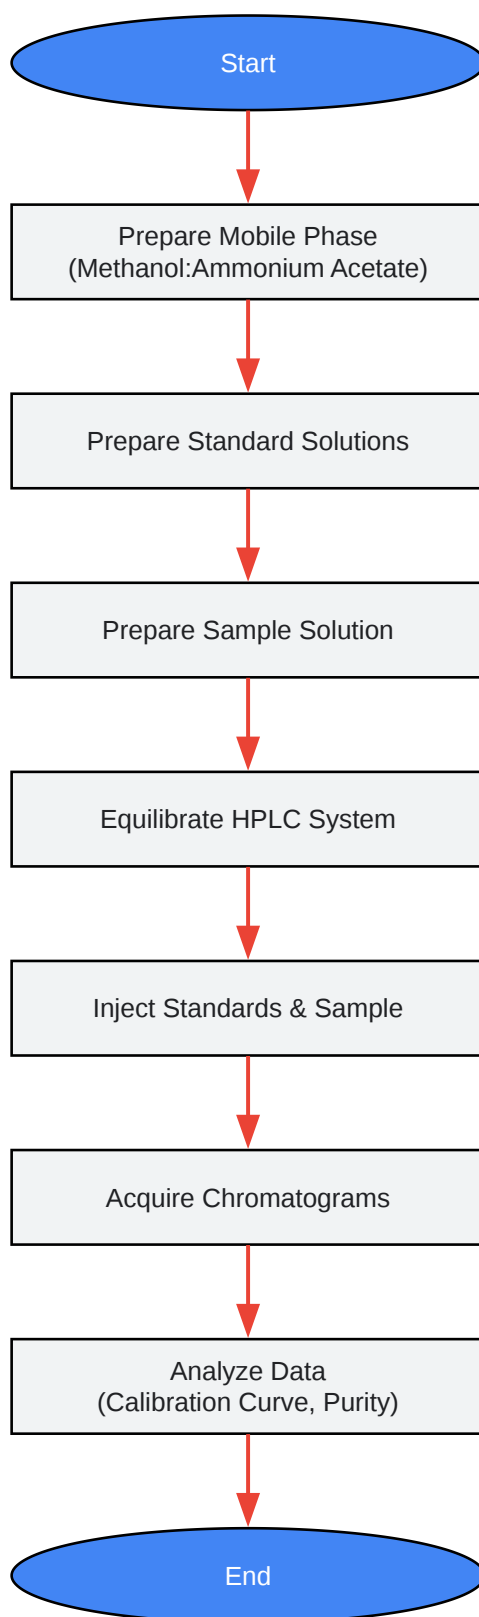 Start
Prepare Mobile Phase
(Methanol:Ammonium Acetate)
Prepare Standard Solutions
Prepare Sample Solution
Equilibrate HPLC System
Inject Standards & Sample
Acquire Chromatograms
Analyze Data
(Calibration Curve, Purity)
End